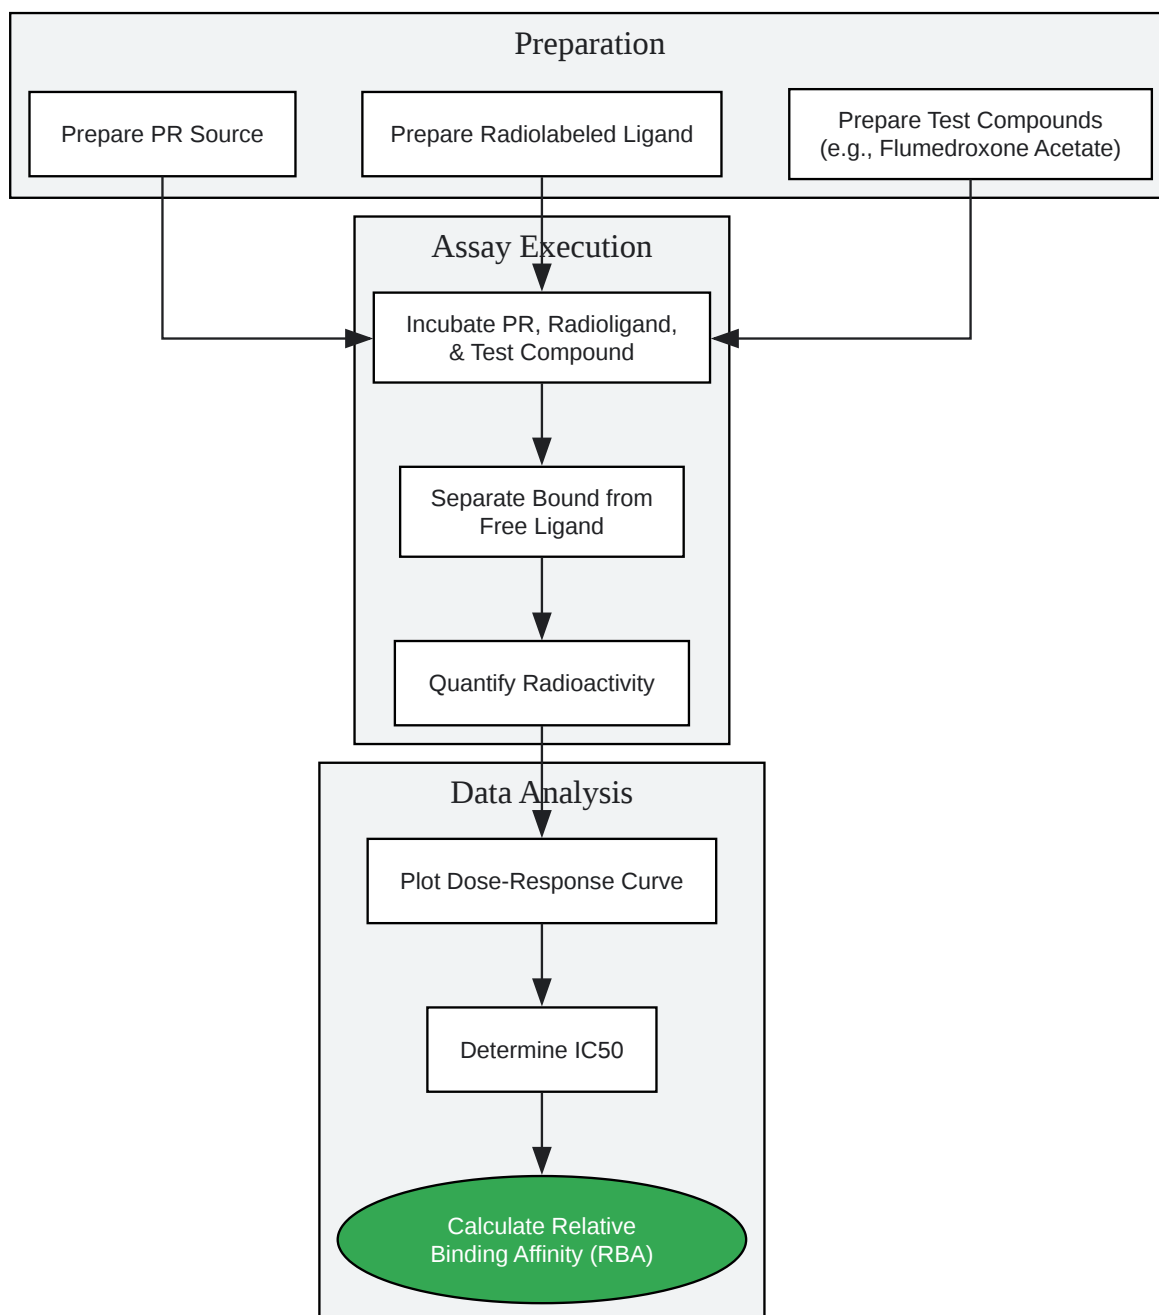 Preparation
Prepare PR Source
Prepare Radiolabeled Ligand
Prepare Test Compounds
(e.g., Flumedroxone Acetate)
Assay Execution
Incubate PR, Radioligand,
& Test Compound
Separate Bound from
Free Ligand
Quantify Radioactivity
Data Analysis
Plot Dose-Response Curve
Determine IC50
Calculate Relative
Binding Affinity (RBA)